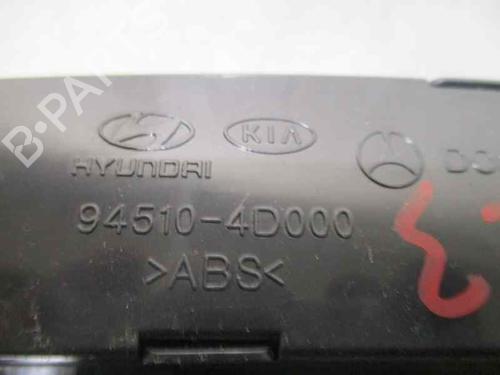 B-PARTS
HYUNDAI
KIA
94510-4D000
>ABS<